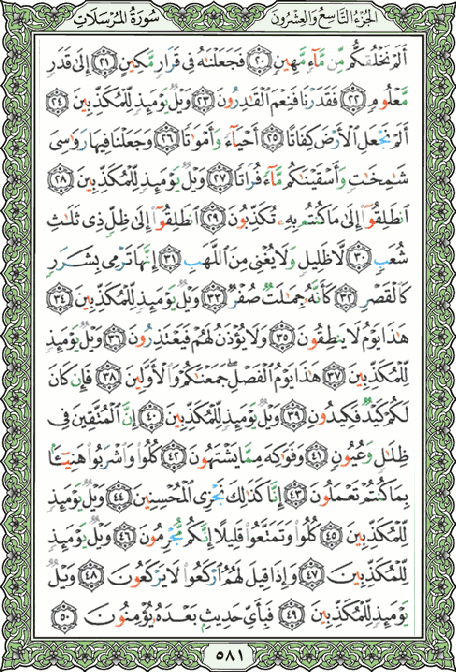 الجزء التاسع والعشرون
سورة المرسلات
أَلَمْ نَخْلُقكُّم مِّن مَّآءٍ مَّهِينٍ ٢٠ فَجَعَلْنَٰهُ فِى قَرَارٍ مَّكِينٍ ٢١ إِلَىٰ قَدَرٍ
مَّعْلُومٍ ٢٢ فَقَدَرْنَا فَنِعْمَ ٱلْقَٰدِرُونَ ٢٣ وَيْلٌ يَوْمَئِذٍ لِّلْمُكَذِّبِينَ ٢٤
أَلَمْ نَجْعَلِ ٱلْأَرْضَ كِفَاتًا ٢٥ أَحْيَآءً وَأَمْوَٰتًا ٢٦ وَجَعَلْنَا فِيهَا رَوَٰسِىَ
شَٰمِخَٰتٍ وَأَسْقَيْنَٰكُم مَّآءً فُرَاتًا ٢٧ وَيْلٌ يَوْمَئِذٍ لِّلْمُكَذِّبِينَ ٢٨
ٱنطَلِقُوٓا۟ إِلَىٰ مَا كُنتُم بِهِۦ تُكَذِّبُونَ ٢٩ ٱنطَلِقُوٓا۟ إِلَىٰ ظِلٍّ ذِى ثَلَٰثِ
شُعَبٍ ٣٠ لَّا ظَلِيلٍ وَلَا يُغْنِى مِنَ ٱللَّهَبِ ٣١ إِنَّهَا تَرْمِى بِشَرَرٍ
كَٱلْقَصْرِ ٣٢ كَأَنَّهُۥ جِمَٰلَتٌ صُفْرٌ ٣٣ وَيْلٌ يَوْمَئِذٍ لِّلْمُكَذِّبِينَ ٣٤
هَٰذَا يَوْمُ لَا يَنطِقُونَ ٣٥ وَلَا يُؤْذَنُ لَهُمْ فَيَعْتَذِرُونَ ٣٦ وَيْلٌ يَوْمَئِذٍ
لِّلْمُكَذِّبِينَ ٣٧ هَٰذَا يَوْمُ ٱلْفَصْلِ ۖ جَمَعْنَٰكُمْ وَٱلْأَوَّلِينَ ٣٨ فَإِن كَانَ
لَكُمْ كَيْدٌ فَكِيدُونِ ٣٩ وَيْلٌ يَوْمَئِذٍ لِّلْمُكَذِّبِينَ ٤٠ إِنَّ ٱلْمُتَّقِينَ فِى
ظِلَٰلٍ وَعُيُونٍ ٤١ وَفَوَٰكِهَ مِمَّا يَشْتَهُونَ ٤٢ كُلُوا۟ وَٱشْرَبُوا۟ هَنِيٓـًٔۢا
بِمَا كُنتُمْ تَعْمَلُونَ ٤٣ إِنَّا كَذَٰلِكَ نَجْزِى ٱلْمُحْسِنِينَ ٤٤ وَيْلٌ يَوْمَئِذٍ
لِّلْمُكَذِّبِينَ ٤٥ كُلُوا۟ وَتَمَتَّعُوا۟ قَلِيلًا إِنَّكُم مُّجْرِمُونَ ٤٦ وَيْلٌ يَوْمَئِذٍ
لِّلْمُكَذِّبِينَ ٤٧ وَإِذَا قِيلَ لَهُمُ ٱرْكَعُوا۟ لَا يَرْكَعُونَ ٤٨ وَيْلٌ
يَوْمَئِذٍ لِّلْمُكَذِّبِينَ ٤٩ فَبِأَىِّ حَدِيثٍۭ بَعْدَهُۥ يُؤْمِنُونَ ٥٠
٥٨١